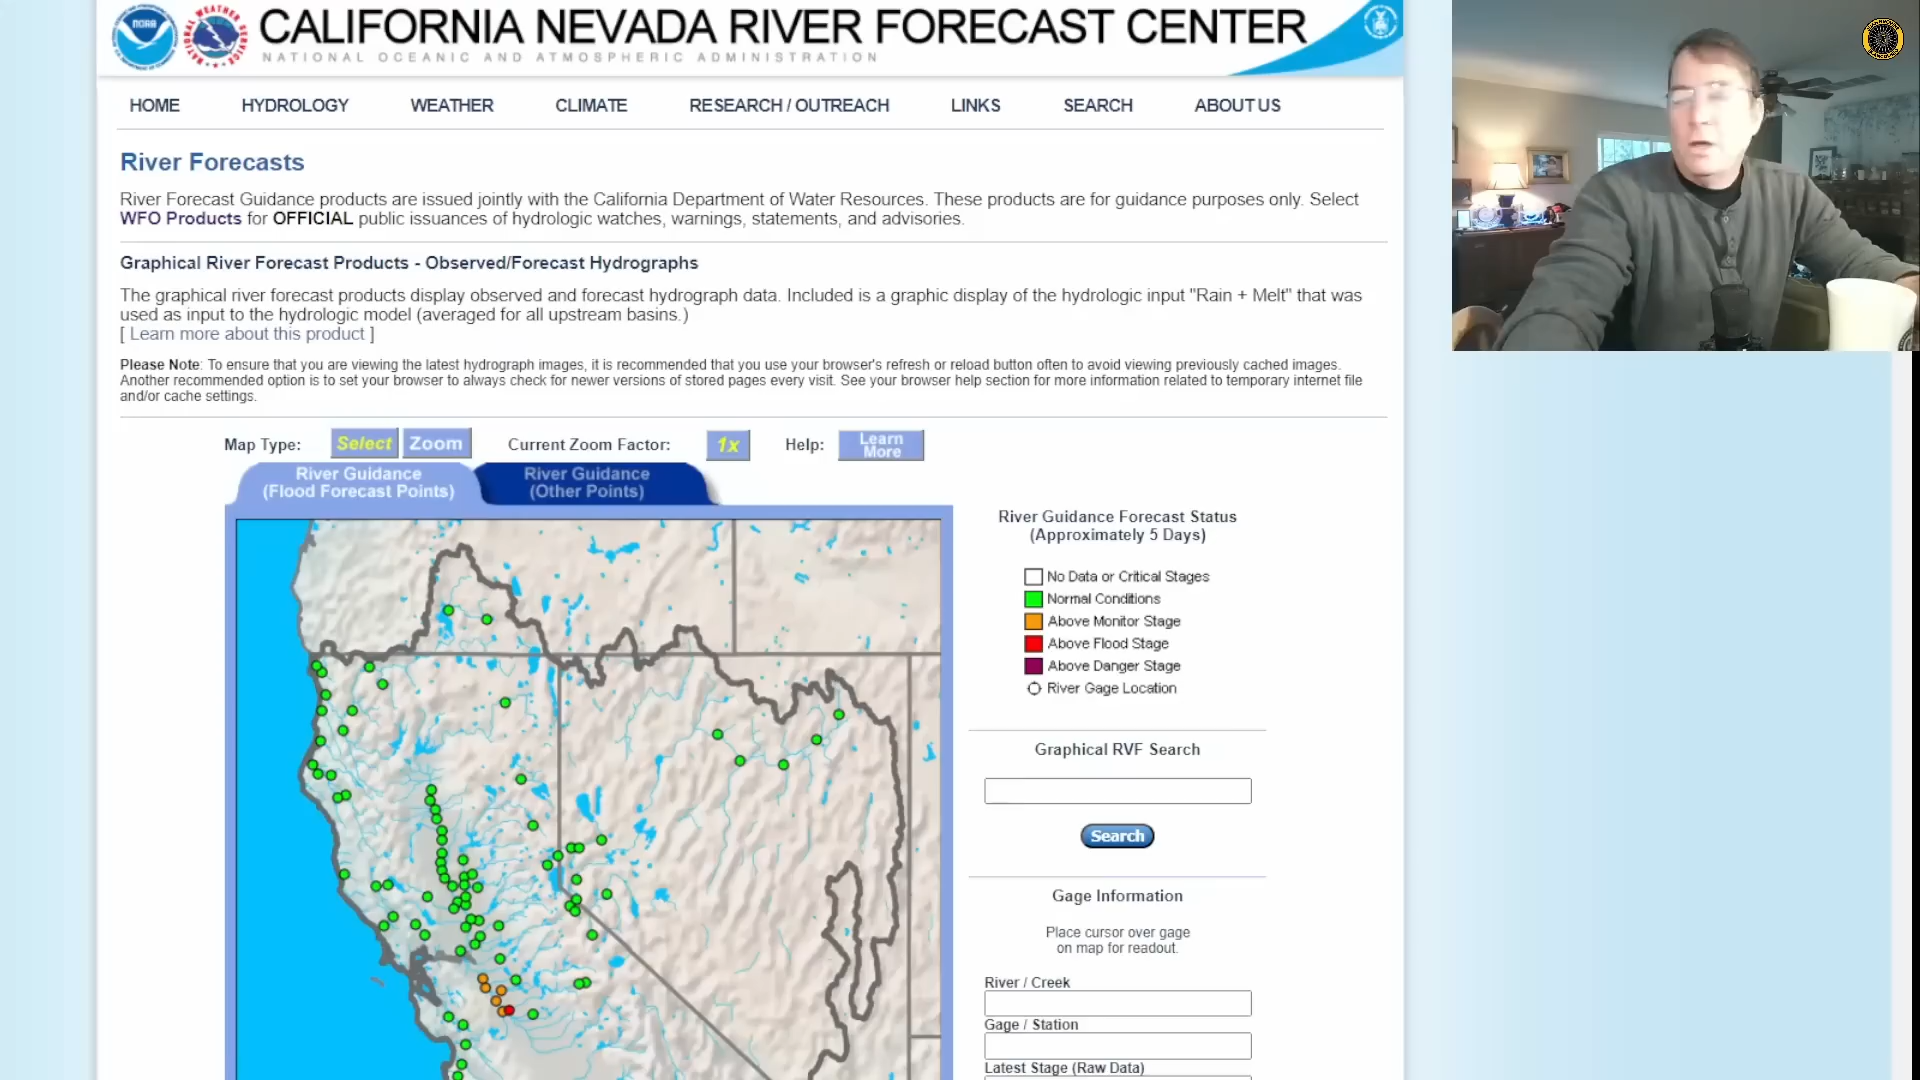 CALIFORNIA NEVADA RIVER FORECAST CENTER
NATIONAL OCEANIC AND ATMOSPHERIC ADMINISTRATION
NOAA
HOME HYDROLOGY WEATHER CLIMATE RESEARCH / OUTREACH LINKS SEARCH ABOUT US
River Forecasts
River Forecast Guidance products are issued jointly with the California Department of Water Resources. These products are for guidance purposes only. Select
WFO Products for OFFICIAL public issuances of hydrologic watches, warnings, statements, and advisories.
Graphical River Forecast Products - Observed/Forecast Hydrographs
The graphical river forecast products display observed and forecast hydrograph data. Included is a graphic display of the hydrologic input "Rain + Melt" that was
used as input to the hydrologic model (averaged for all upstream basins.)
[ Learn more about this product ]
Please Note: To ensure that you are viewing the latest hydrograph images, it is recommended that you use your browser's refresh or reload button often to avoid viewing previously cached images.
Another recommended option is to set your browser to always check for newer versions of stored pages every visit. See your browser help section for more information related to temporary internet file
and/or cache settings.
Map Type: Select Zoom Current Zoom Factor: 1x Help: Learn More
River Guidance
(Flood Forecast Points)
River Guidance
(Other Points)
River Guidance Forecast Status
(Approximately 5 Days)
No Data or Critical Stages
Normal Conditions
Above Monitor Stage
Above Flood Stage
Above Danger Stage
River Gage Location
Graphical RVF Search
Search
Gage Information
Place cursor over gage
on map for readout.
River / Creek
Gage / Station
Latest Stage (Raw Data)